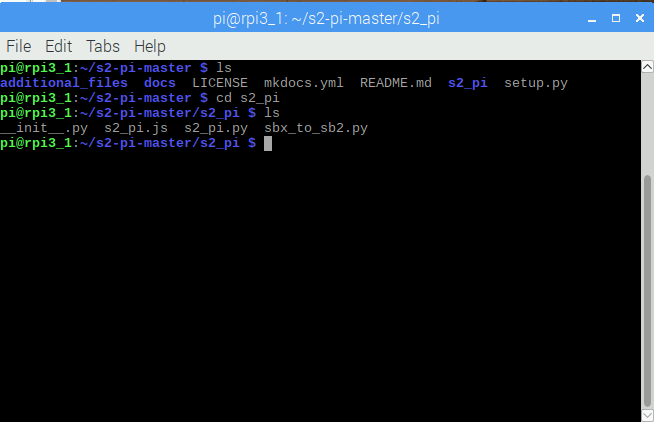 pi@rpi3_1: ~/s2-pi-master/s2_pi
File Edit Tabs Help
pi@rpi3_1:~/s2-pi-master $ ls
additional_files docs LICENSE mkdocs.yml README.md s2_pi setup.py
pi@rpi3_1:~/s2-pi-master $ cd s2_pi
pi@rpi3_1:~/s2-pi-master/s2_pi $ ls
__init__.py s2_pi.js s2_pi.py sbx_to_sb2.py
pi@rpi3_1:~/s2-pi-master/s2_pi $